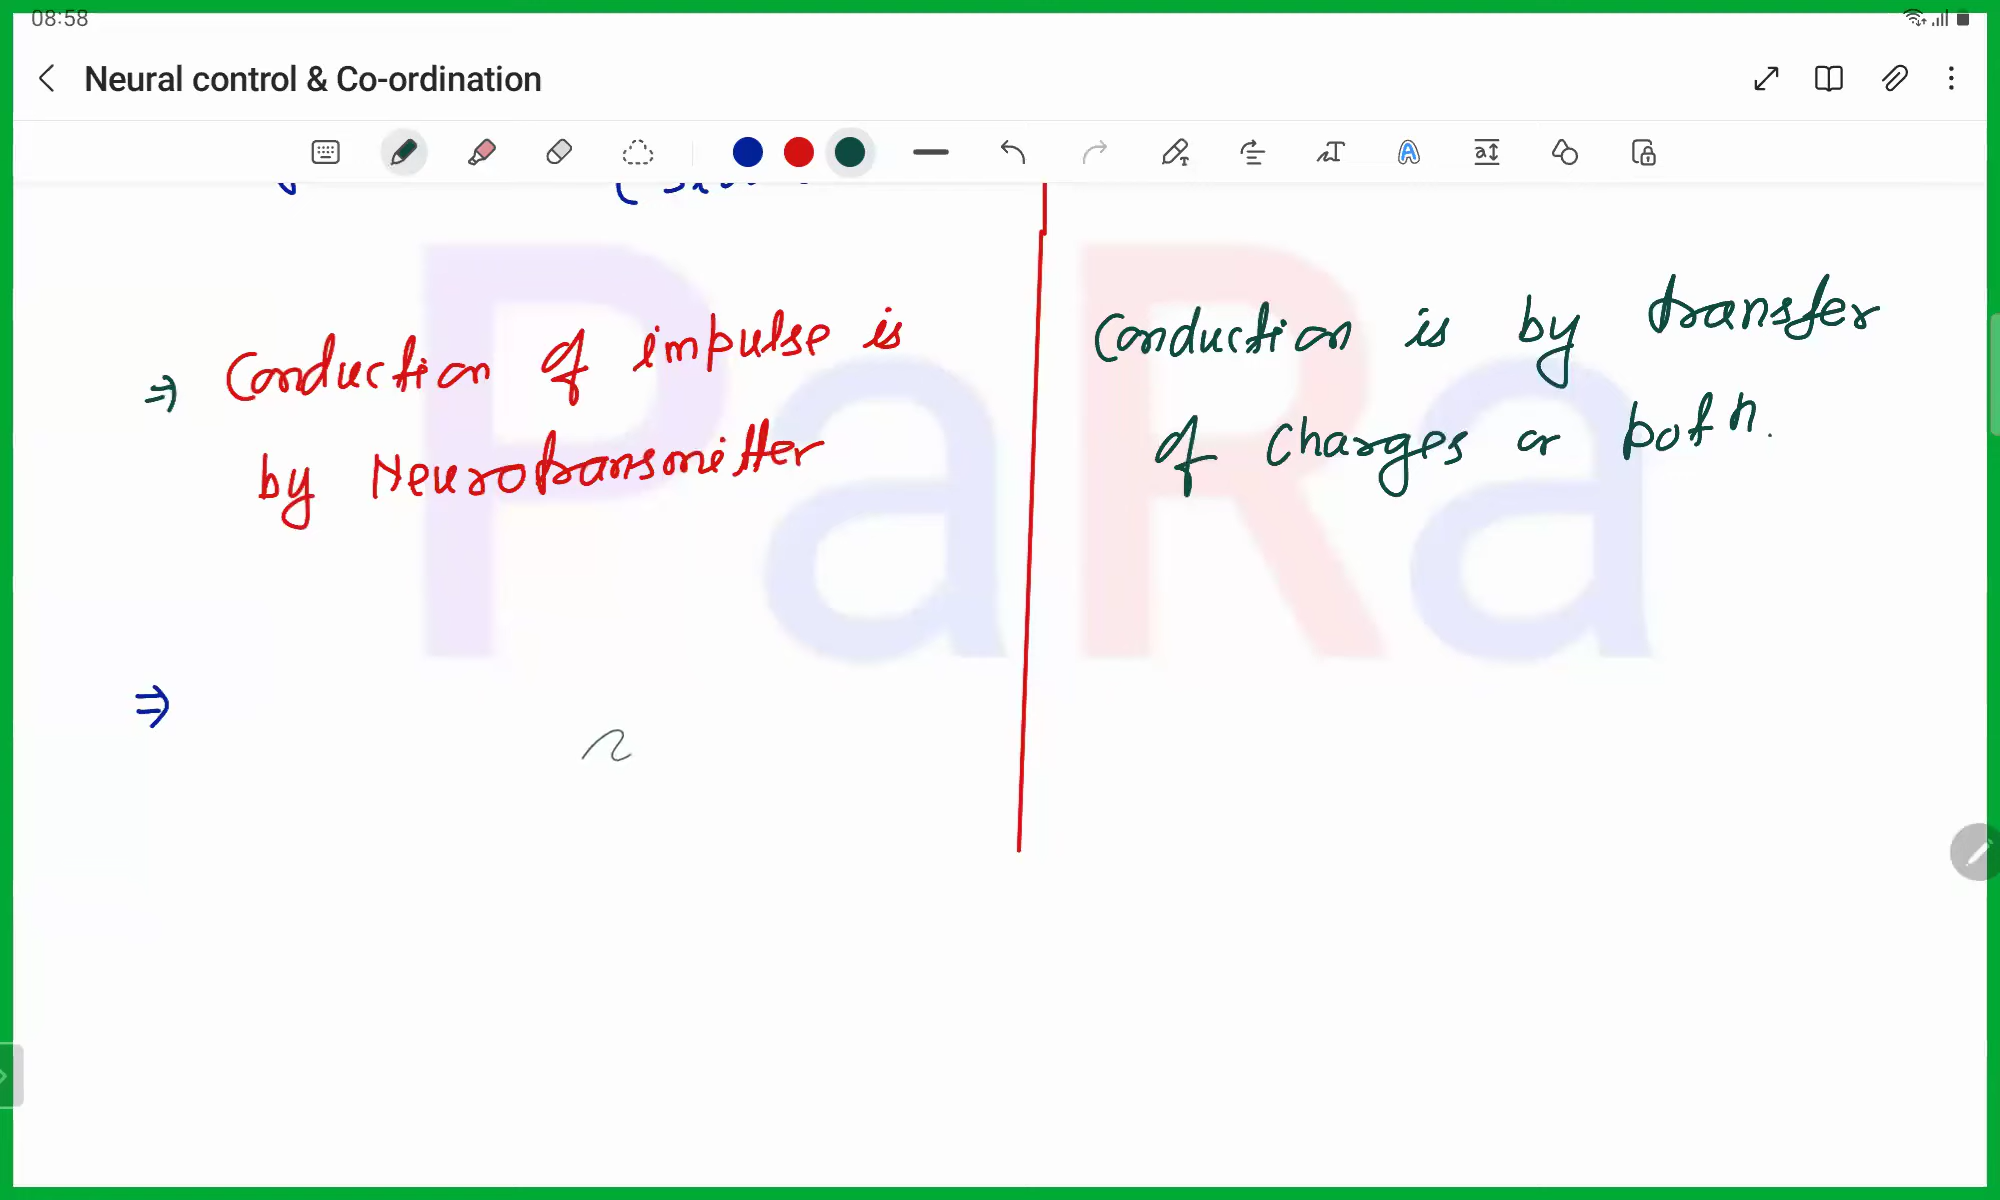 08:58
Neural control & Co-ordination
⇒ Conduction of impulse is
by Neurotransmitter
Conduction is by transfer
of Charges or both.
⇒
PaRa